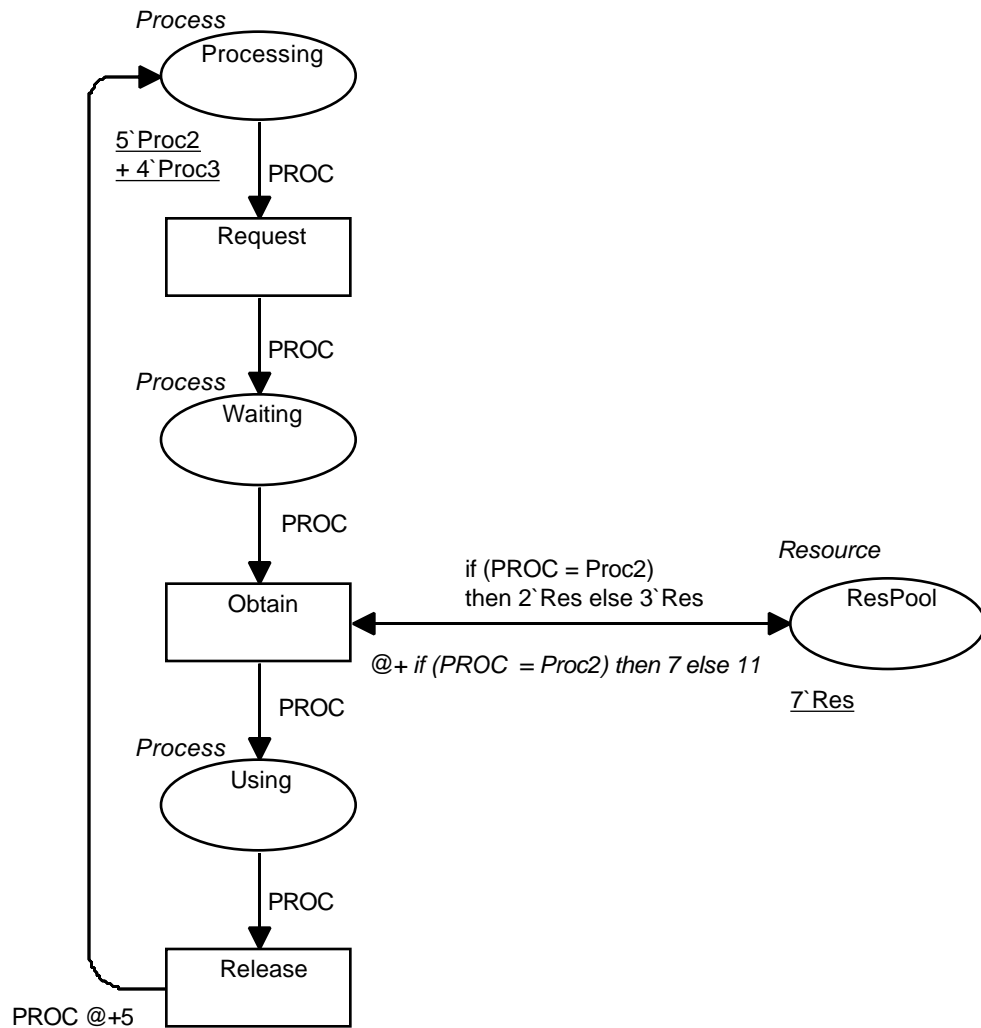 Process
Processing
5`Proc2
+ 4`Proc3
PROC
Request
PROC
Process
Waiting
PROC
if (PROC = Proc2)
then 2`Res else 3`Res
Resource
ResPool
Obtain
@+ if (PROC = Proc2) then 7 else 11
7`Res
PROC
Process
Using
PROC
Release
PROC @+5